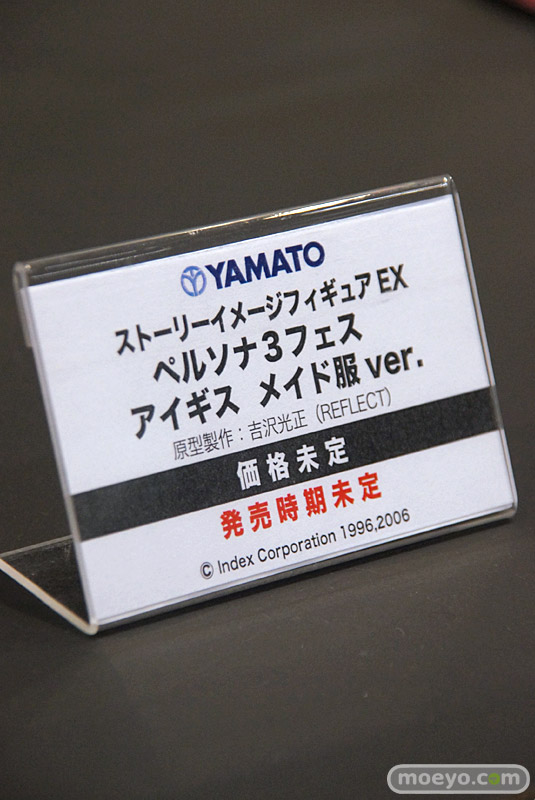 YAMATO
ストーリーイメージフィギュア EX
ペルソナ3フェス
アイギス メイド服 ver.
原型製作：吉沢光正（REFLECT）
価格未定
発売時期未定
© Index Corporation 1996,2006
moeyo.com